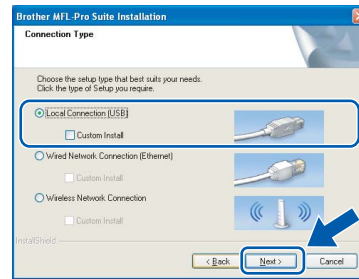 Brother MFL-Pro Suite Installation
Connection Type
Choose the setup type that best suits your needs.
Click the type of Setup you require.
Local Connection (USB)
Custom Install
Wired Network Connection (Ethernet)
Custom Install
Wireless Network Connection
Custom Install
InstallShield
< Back Next > Cancel